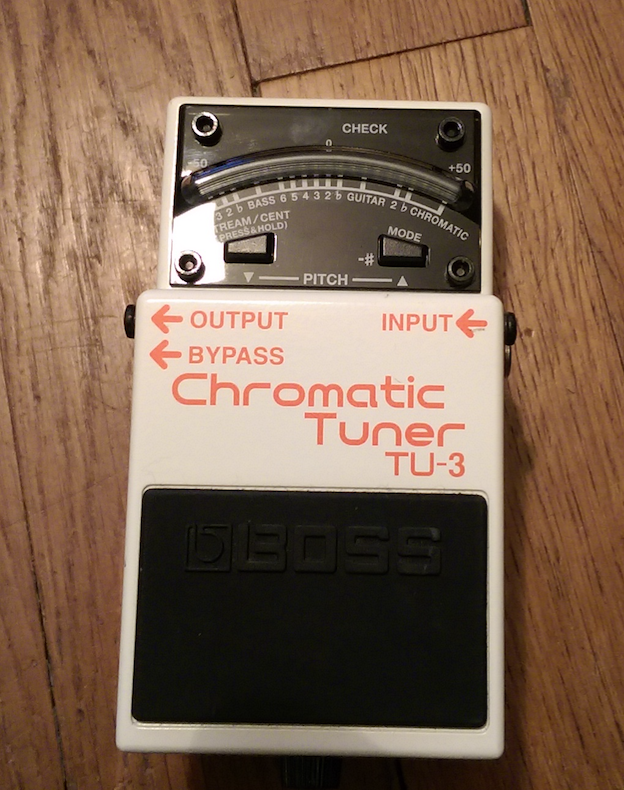 CHECK
-50 0 +50
3 2 ♭ BASS 6 5 4 3 2 ♭ GUITAR 2 ♭ CHROMATIC
STREAM/CENT
(PRESS & HOLD)
MODE
-#
▼ PITCH ▲
← OUTPUT INPUT ←
← BYPASS
Chromatic
Tuner
TU-3
BOSS